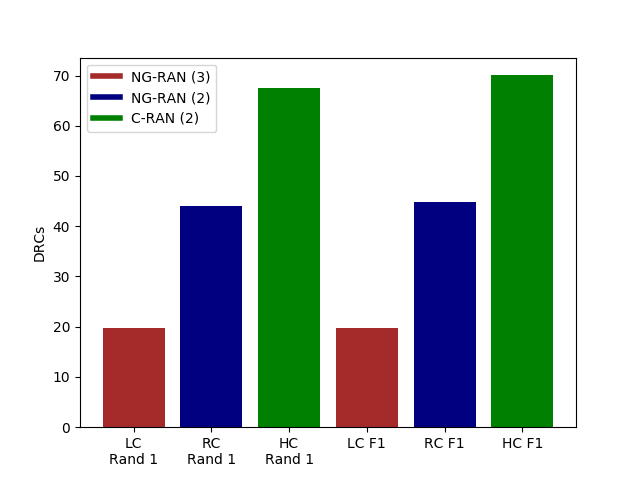 70
60
50
40
30
20
10
0
DRCs
NG-RAN (3)
NG-RAN (2)
C-RAN (2)
LC
Rand 1
RC
Rand 1
HC
Rand 1
LC F1
RC F1
HC F1